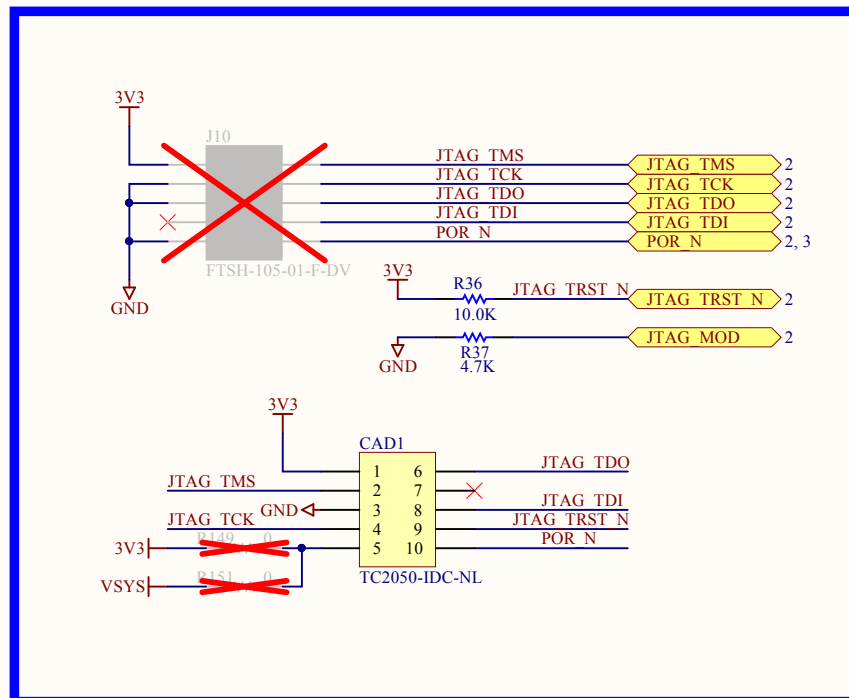 3V3
J10
JTAG_TMS
JTAG_TMS 2
JTAG_TCK
JTAG_TCK 2
JTAG_TDO
JTAG_TDO 2
JTAG_TDI
JTAG_TDI 2
POR_N
POR_N 2, 3
FTSH-105-01-F-DV
GND
3V3
R36
10.0K
JTAG_TRST_N
JTAG_TRST_N 2
GND
R37
4.7K
JTAG_MOD 2
3V3
CAD1
JTAG_TMS
GND
JTAG_TCK
1 6
2 7
3 8
4 9
5 10
JTAG_TDO
JTAG_TDI
JTAG_TRST_N
POR_N
R149 0
3V3
R151 0
VSYS
TC2050-IDC-NL